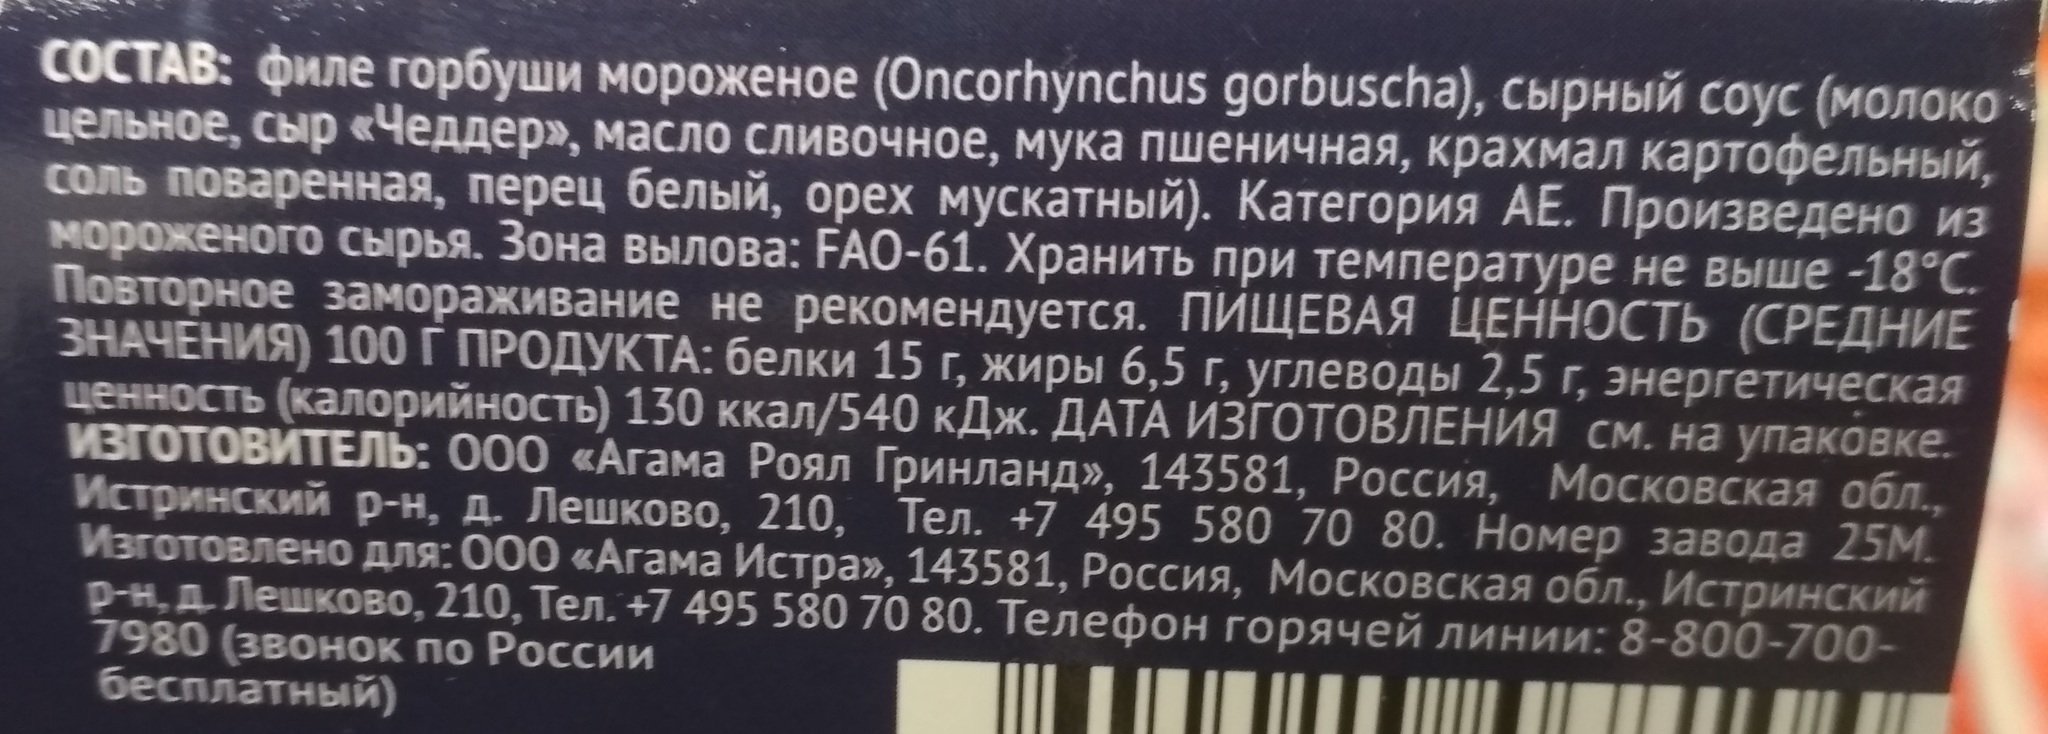 СОСТАВ: филе горбуши мороженое (Oncorhynchus gorbuscha), сырный соус (молоко
цельное, сыр «Чеддер», масло сливочное, мука пшеничная, крахмал картофельный,
соль поваренная, перец белый, орех мускатный). Категория АЕ. Произведено из
мороженого сырья. Зона вылова: FAO-61. Хранить при температуре не выше -18°С.
Повторное замораживание не рекомендуется. ПИЩЕВАЯ ЦЕННОСТЬ (СРЕДНИЕ
ЗНАЧЕНИЯ) 100 Г ПРОДУКТА: белки 15 г, жиры 6,5 г, углеводы 2,5 г, энергетическая
ценность (калорийность) 130 ккал/540 кДж. ДАТА ИЗГОТОВЛЕНИЯ см. на упаковке.
ИЗГОТОВИТЕЛЬ: ООО «Агама Роял Гринланд», 143581, Россия, Московская обл.,
Истринский р-н, д. Лешково, 210, Тел. +7 495 580 70 80. Номер завода 25М.
Изготовлено для: ООО «Агама Истра», 143581, Россия, Московская обл., Истринский
р-н, д. Лешково, 210, Тел. +7 495 580 70 80. Телефон горячей линии: 8-800-700-
7980 (звонок по России
бесплатный)